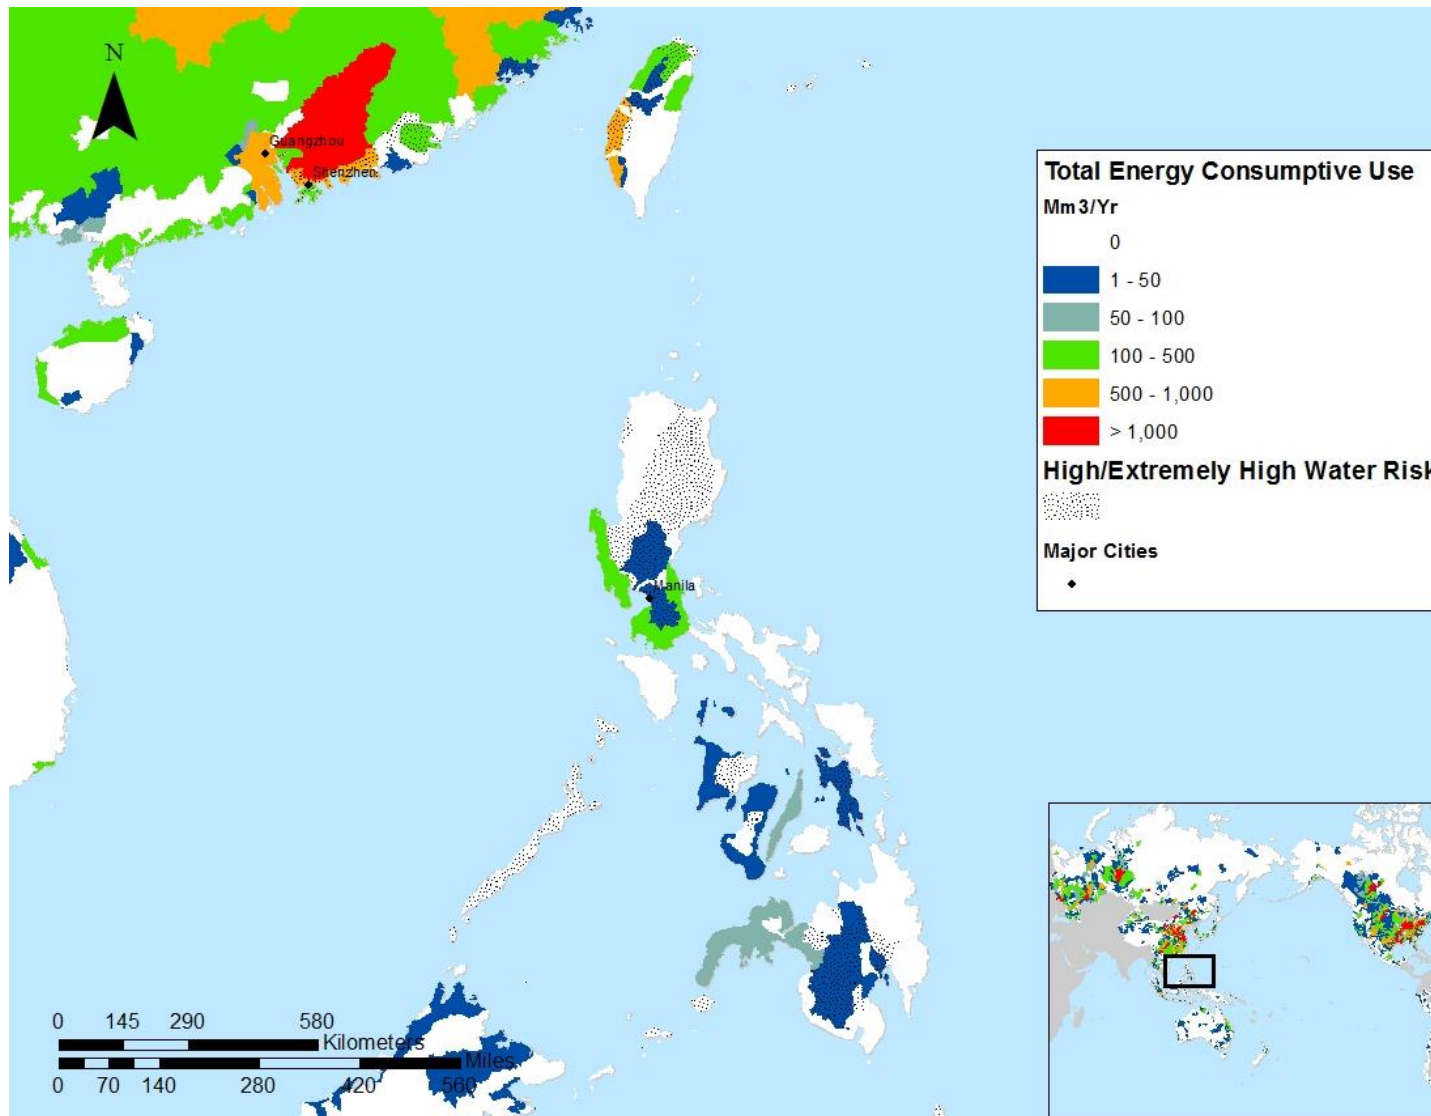 N
Guangzhou
Shenzhen
Total Energy Consumptive Use
Mm3/Yr
0
1 - 50
50 - 100
100 - 500
500 - 1,000
> 1,000
High/Extremely High Water Risk
Major Cities
Manila
0 145 290 580
Kilometers
Miles
0 70 140 280 420 560